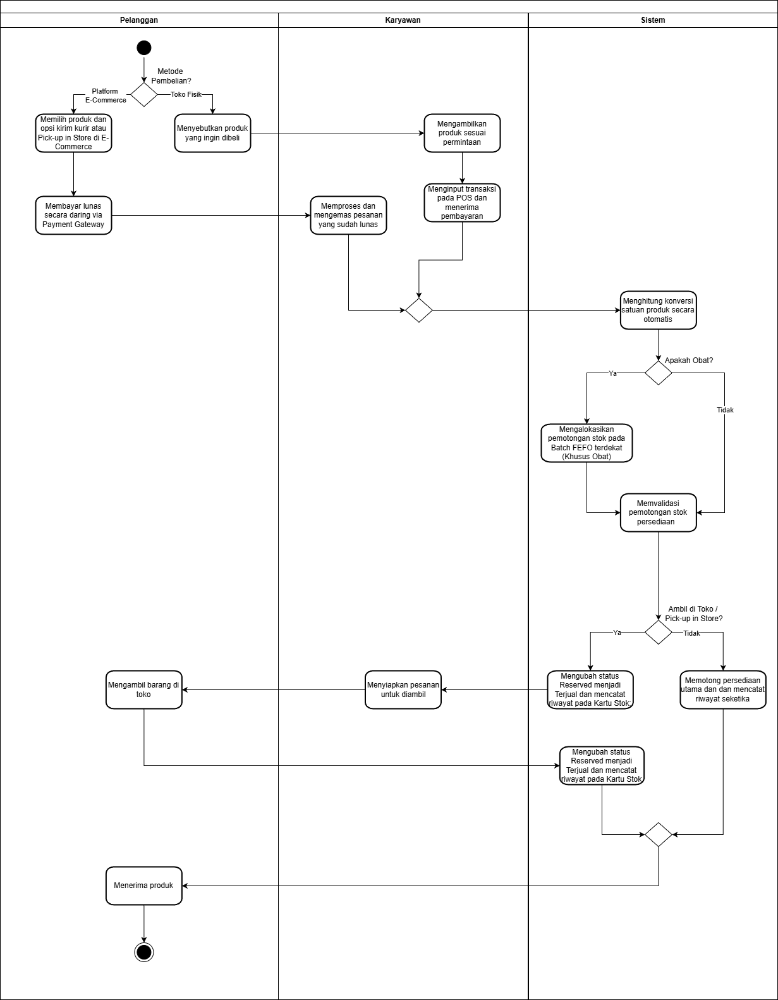 Pelanggan
Karyawan
Sistem
Metode
Pembelian?
Platform
E-Commerce
Toko Fisik
Memilih produk dan
opsi kirim kurir atau
Pick-up in Store di E-
Commerce
Menyebutkan produk
yang ingin dibeli
Mengambilkan
produk sesuai
permintaan
Membayar lunas
secara daring via
Payment Gateway
Memproses dan
mengemas pesanan
yang sudah lunas
Menginput transaksi
pada POS dan
menerima
pembayaran
Menghitung konversi
satuan produk secara
otomatis
Apakah Obat?
Ya
Tidak
Mengalokasikan
pemotongan stok pada
Batch FEFO terdekat
(Khusus Obat)
Memvalidasi
pemotongan stok
persediaan
Ambil di Toko /
Pick-up in Store?
Ya
Tidak
Mengambil barang di
toko
Menyiapkan pesanan
untuk diambil
Mengubah status
Reserved menjadi
Terjual dan mencatat
riwayat pada Kartu Stok;
Memotong persediaan
utama dan dan mencatat
riwayat seketika
Mengubah status
Reserved menjadi
Terjual dan mencatat
riwayat pada Kartu Stok
Menerima produk